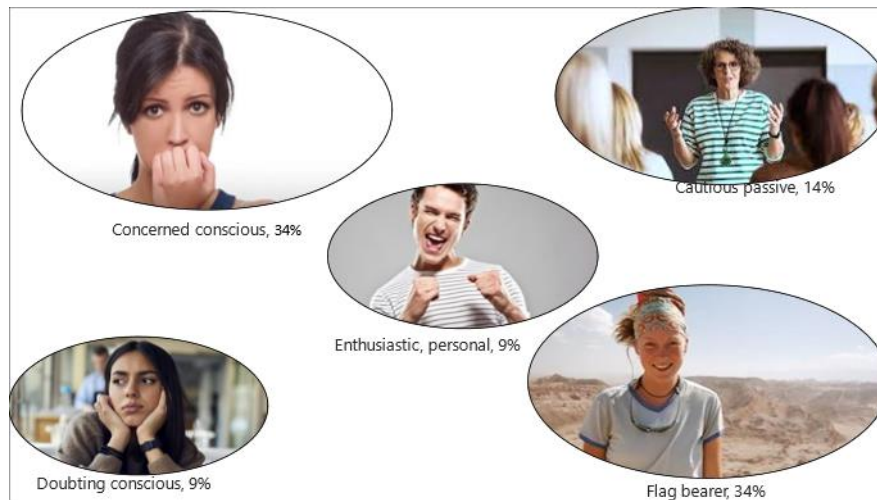 Cautious passive, 14%
Concerned conscious, 34%
Enthusiastic, personal, 9%
Doubting conscious, 9%
Flag bearer, 34%